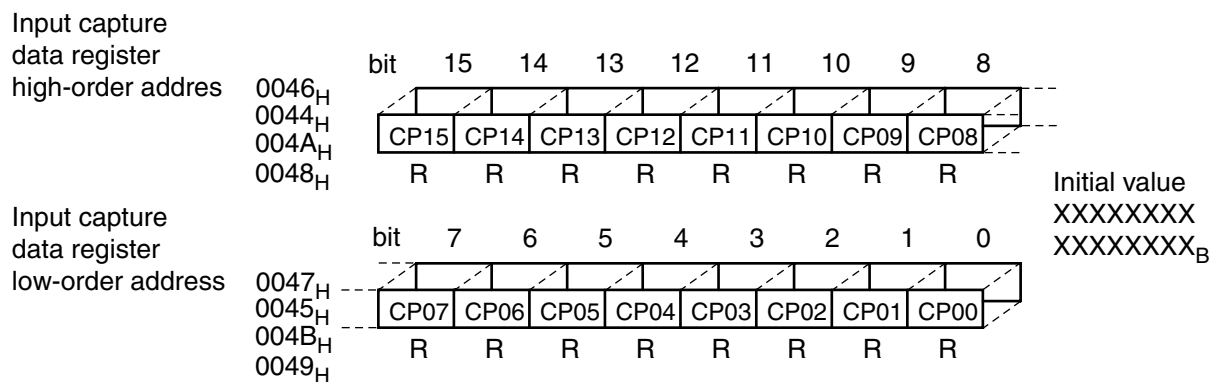 Input capture
data register
high-order addres
0046H
0044H
004AH
0048H
bit 15 14 13 12 11 10 9 8
CP15 CP14 CP13 CP12 CP11 CP10 CP09 CP08
R R R R R R R R
Initial value
XXXXXXXX
XXXXXXXXB
Input capture
data register
low-order address
0047H
0045H
004BH
0049H
bit 7 6 5 4 3 2 1 0
CP07 CP06 CP05 CP04 CP03 CP02 CP01 CP00
R R R R R R R R